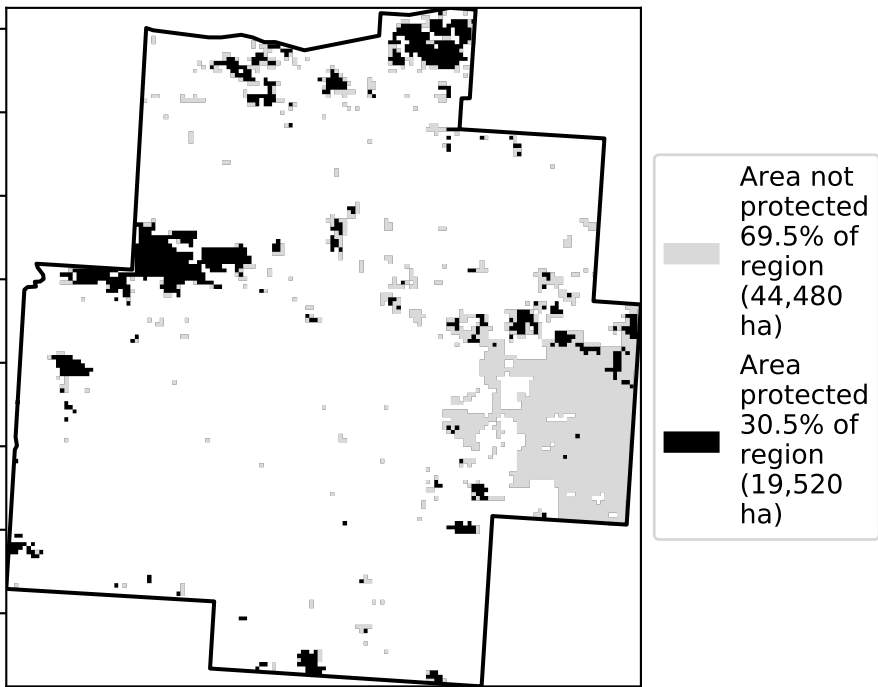 Area not
protected
69.5% of
region
(44,480
ha)
Area
protected
30.5% of
region
(19,520
ha)